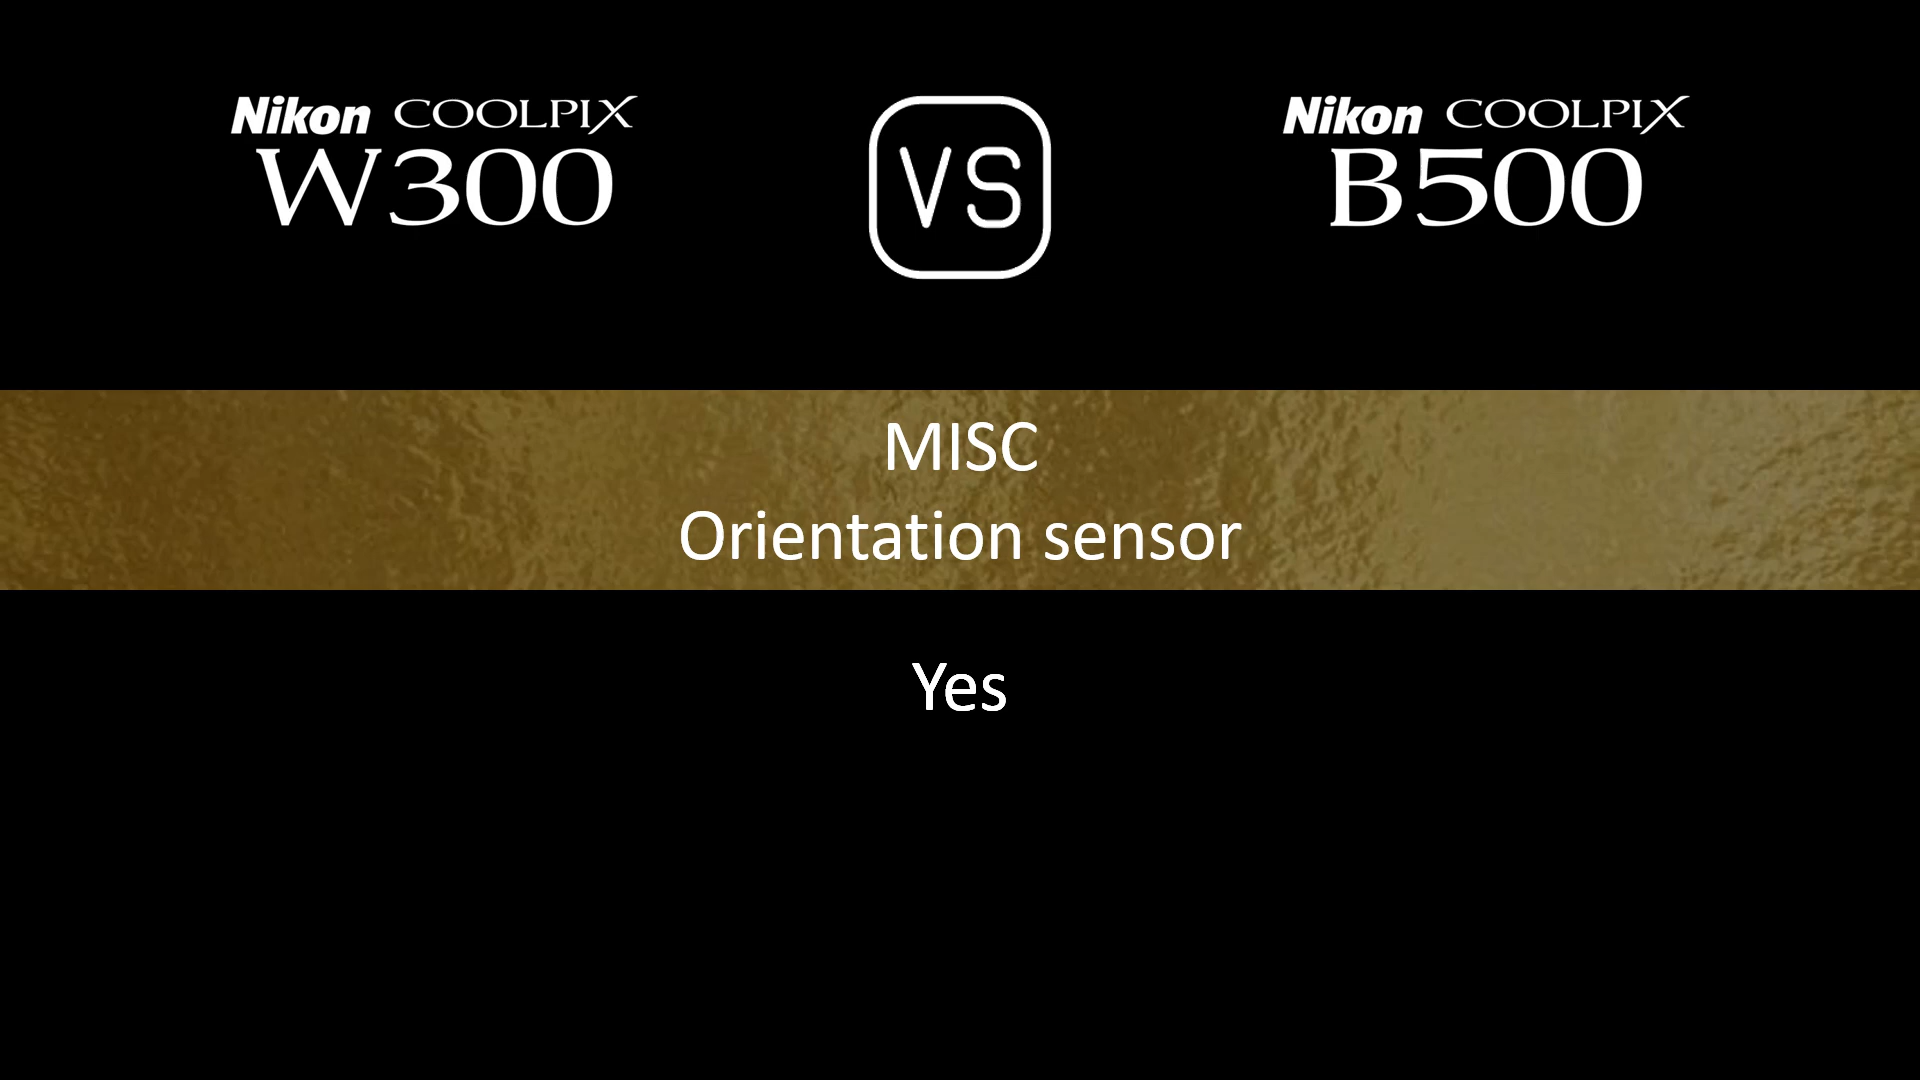 Nikon COOLPIX
W300
VS
Nikon COOLPIX
B500
MISC
Orientation sensor
Yes